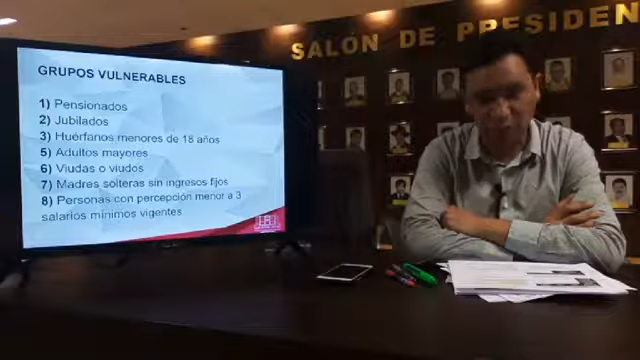 SALÓN DE PRESIDEN
GRUPOS VULNERABLES
1) Pensionados
2) Jubilados
3) Huérfanos menores de 18 años
5) Adultos mayores
6) Viudas o viudos
7) Madres solteras sin ingresos fijos
8) Personas con percepción menor a 3
salarios mínimos vigentes